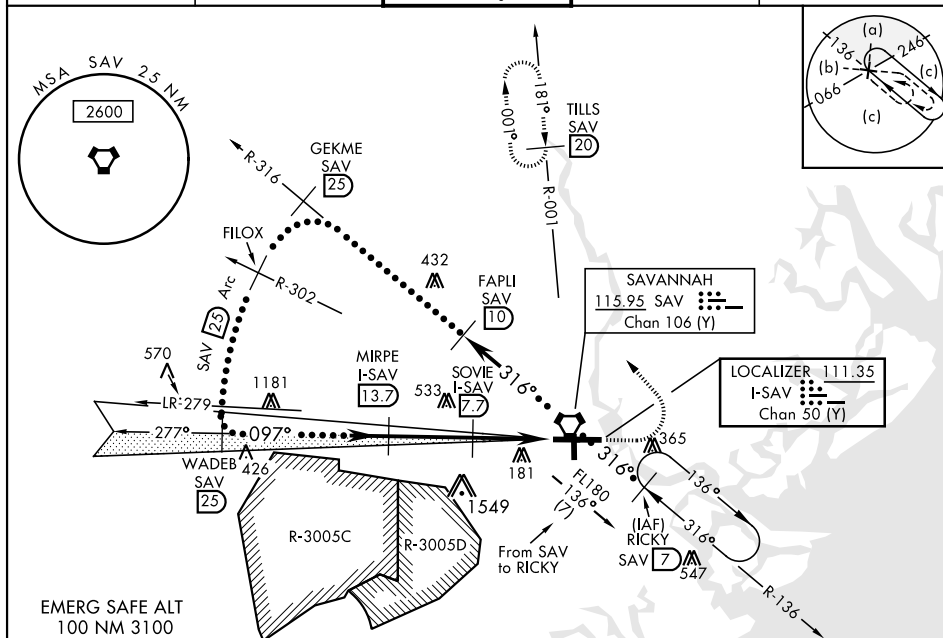 MSA SAV 25 NM
2600
R-316
GEKME
SAV
25
FILOX
R-302
SAV 25 Arc
432
FAPLI
SAV
10
181°
001°
TILLS
SAV
20
R-001
(a)
136
246
(b)
(c)
066
(c)
SAVANNAH
115.95 SAV
Chan 106 (Y)
LOCALIZER 111.35
I-SAV
Chan 50 (Y)
570
1181
MIRPE
I-SAV
13.7
533
SOVIE
I-SAV
7.7
316°
LR-279
277°
097°
WADEB
SAV
25
426
181
365
316°
FL180
136°
(7)
From SAV
to RICKY
(IAF)
RICKY
SAV 7
547
136°
316°
R-136
1549
R-3005C
R-3005D
EMERG SAFE ALT
100 NM 3100